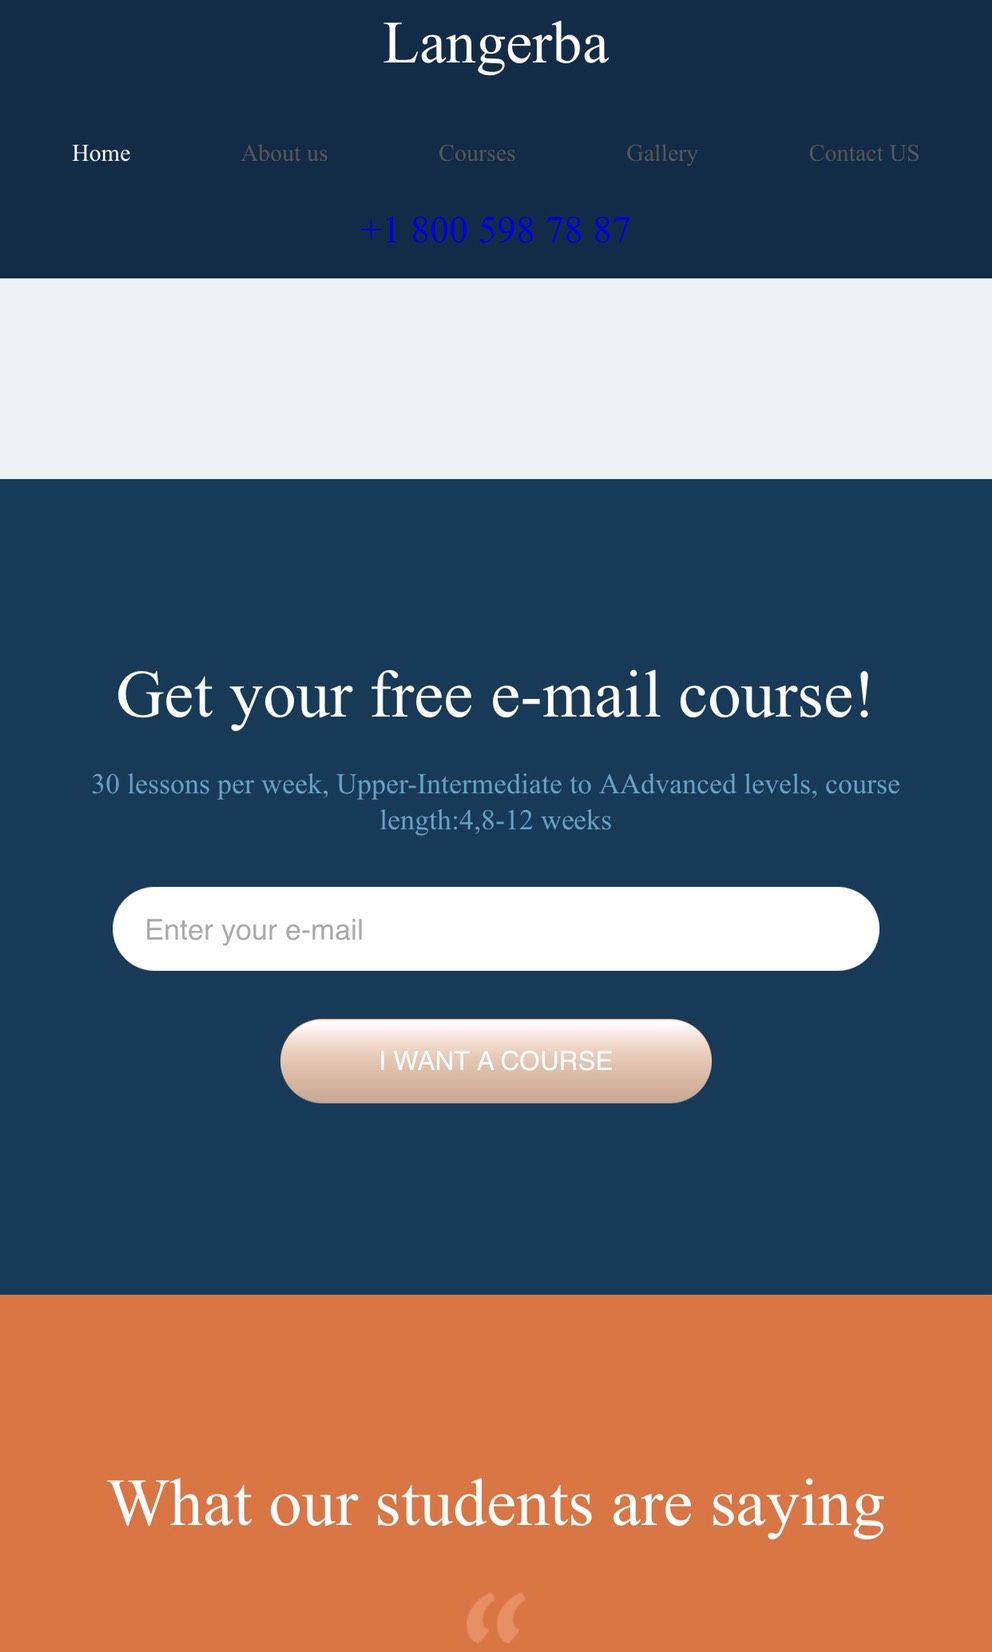 Langerba
Home About us Courses Gallery Contact US
+1 800 598 78 87
Get your free e-mail course!
30 lessons per week, Upper-Intermediate to AAdvanced levels, course
length:4,8-12 weeks
Enter your e-mail
I WANT A COURSE
What our students are saying
“